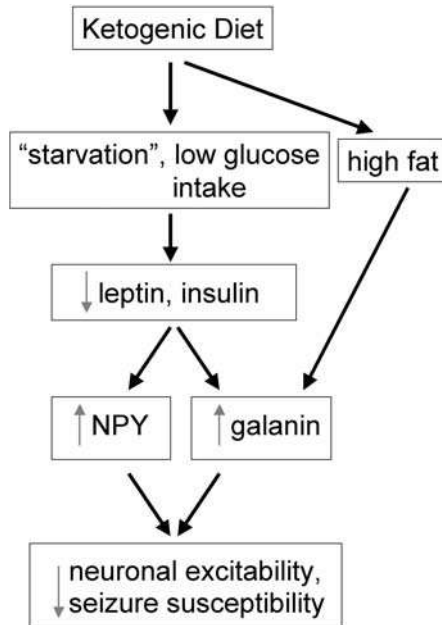 Ketogenic Diet
"starvation", low glucose
intake
high fat
↓ leptin, insulin
↑ NPY
↑ galanin
↓ neuronal excitability,
seizure susceptibility